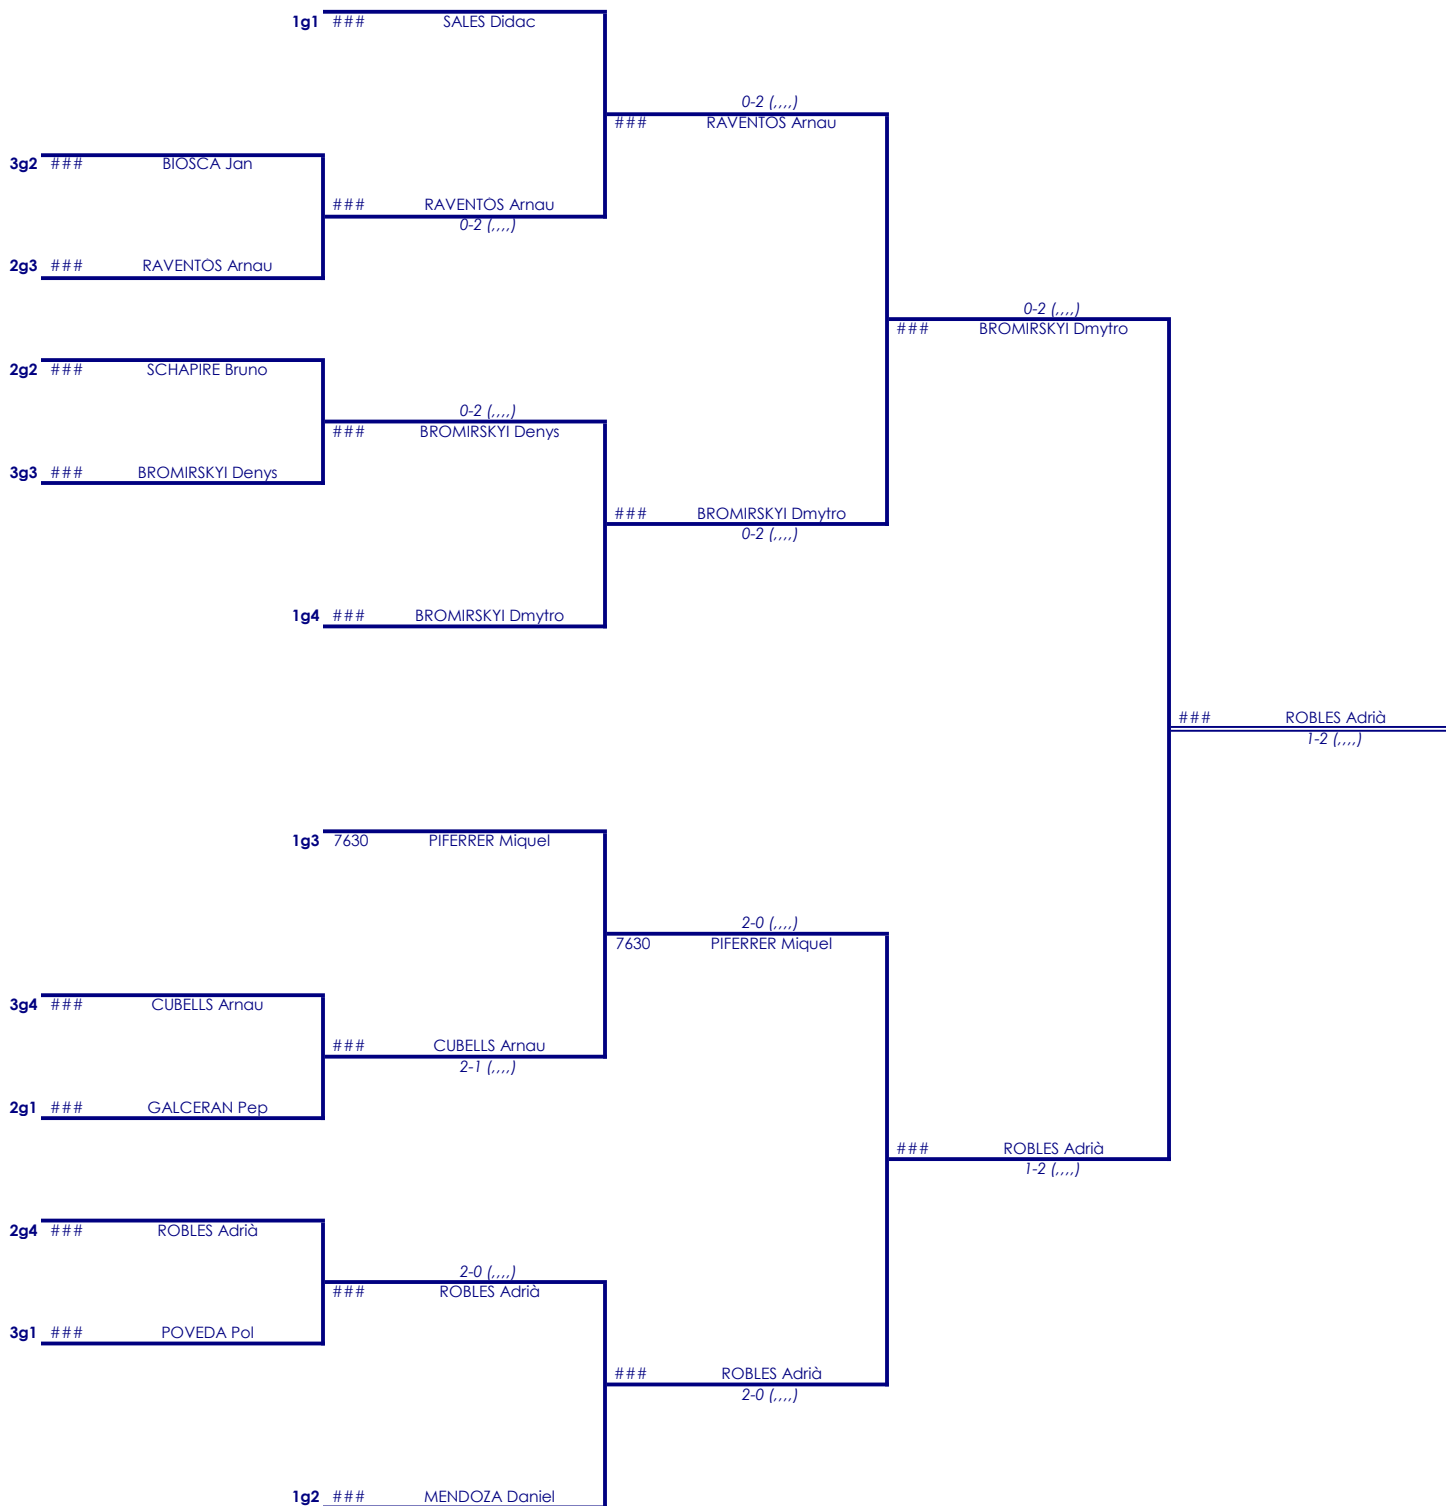 1g1 ### SALES Didac
0-2 (,,,,)
### RAVENTOS Arnau
3g2 ### BIOSCA Jan
### RAVENTOS Arnau
0-2 (,,,,)
2g3 ### RAVENTOS Arnau
0-2 (,,,,)
### BROMIRSKYI Dmytro
2g2 ### SCHAPIRE Bruno
0-2 (,,,,)
### BROMIRSKYI Denys
3g3 ### BROMIRSKYI Denys
### BROMIRSKYI Dmytro
0-2 (,,,,)
1g4 ### BROMIRSKYI Dmytro
### ROBLES Adrià
1-2 (,,,,)
1g3 7630 PIFERRER Miquel
2-0 (,,,,)
7630 PIFERRER Miquel
3g4 ### CUBELLS Arnau
### CUBELLS Arnau
2-1 (,,,,)
2g1 ### GALCERAN Pep
### ROBLES Adrià
1-2 (,,,,)
2g4 ### ROBLES Adrià
2-0 (,,,,)
### ROBLES Adrià
3g1 ### POVEDA Pol
### ROBLES Adrià
2-0 (,,,,)
1g2 ### MENDOZA Daniel